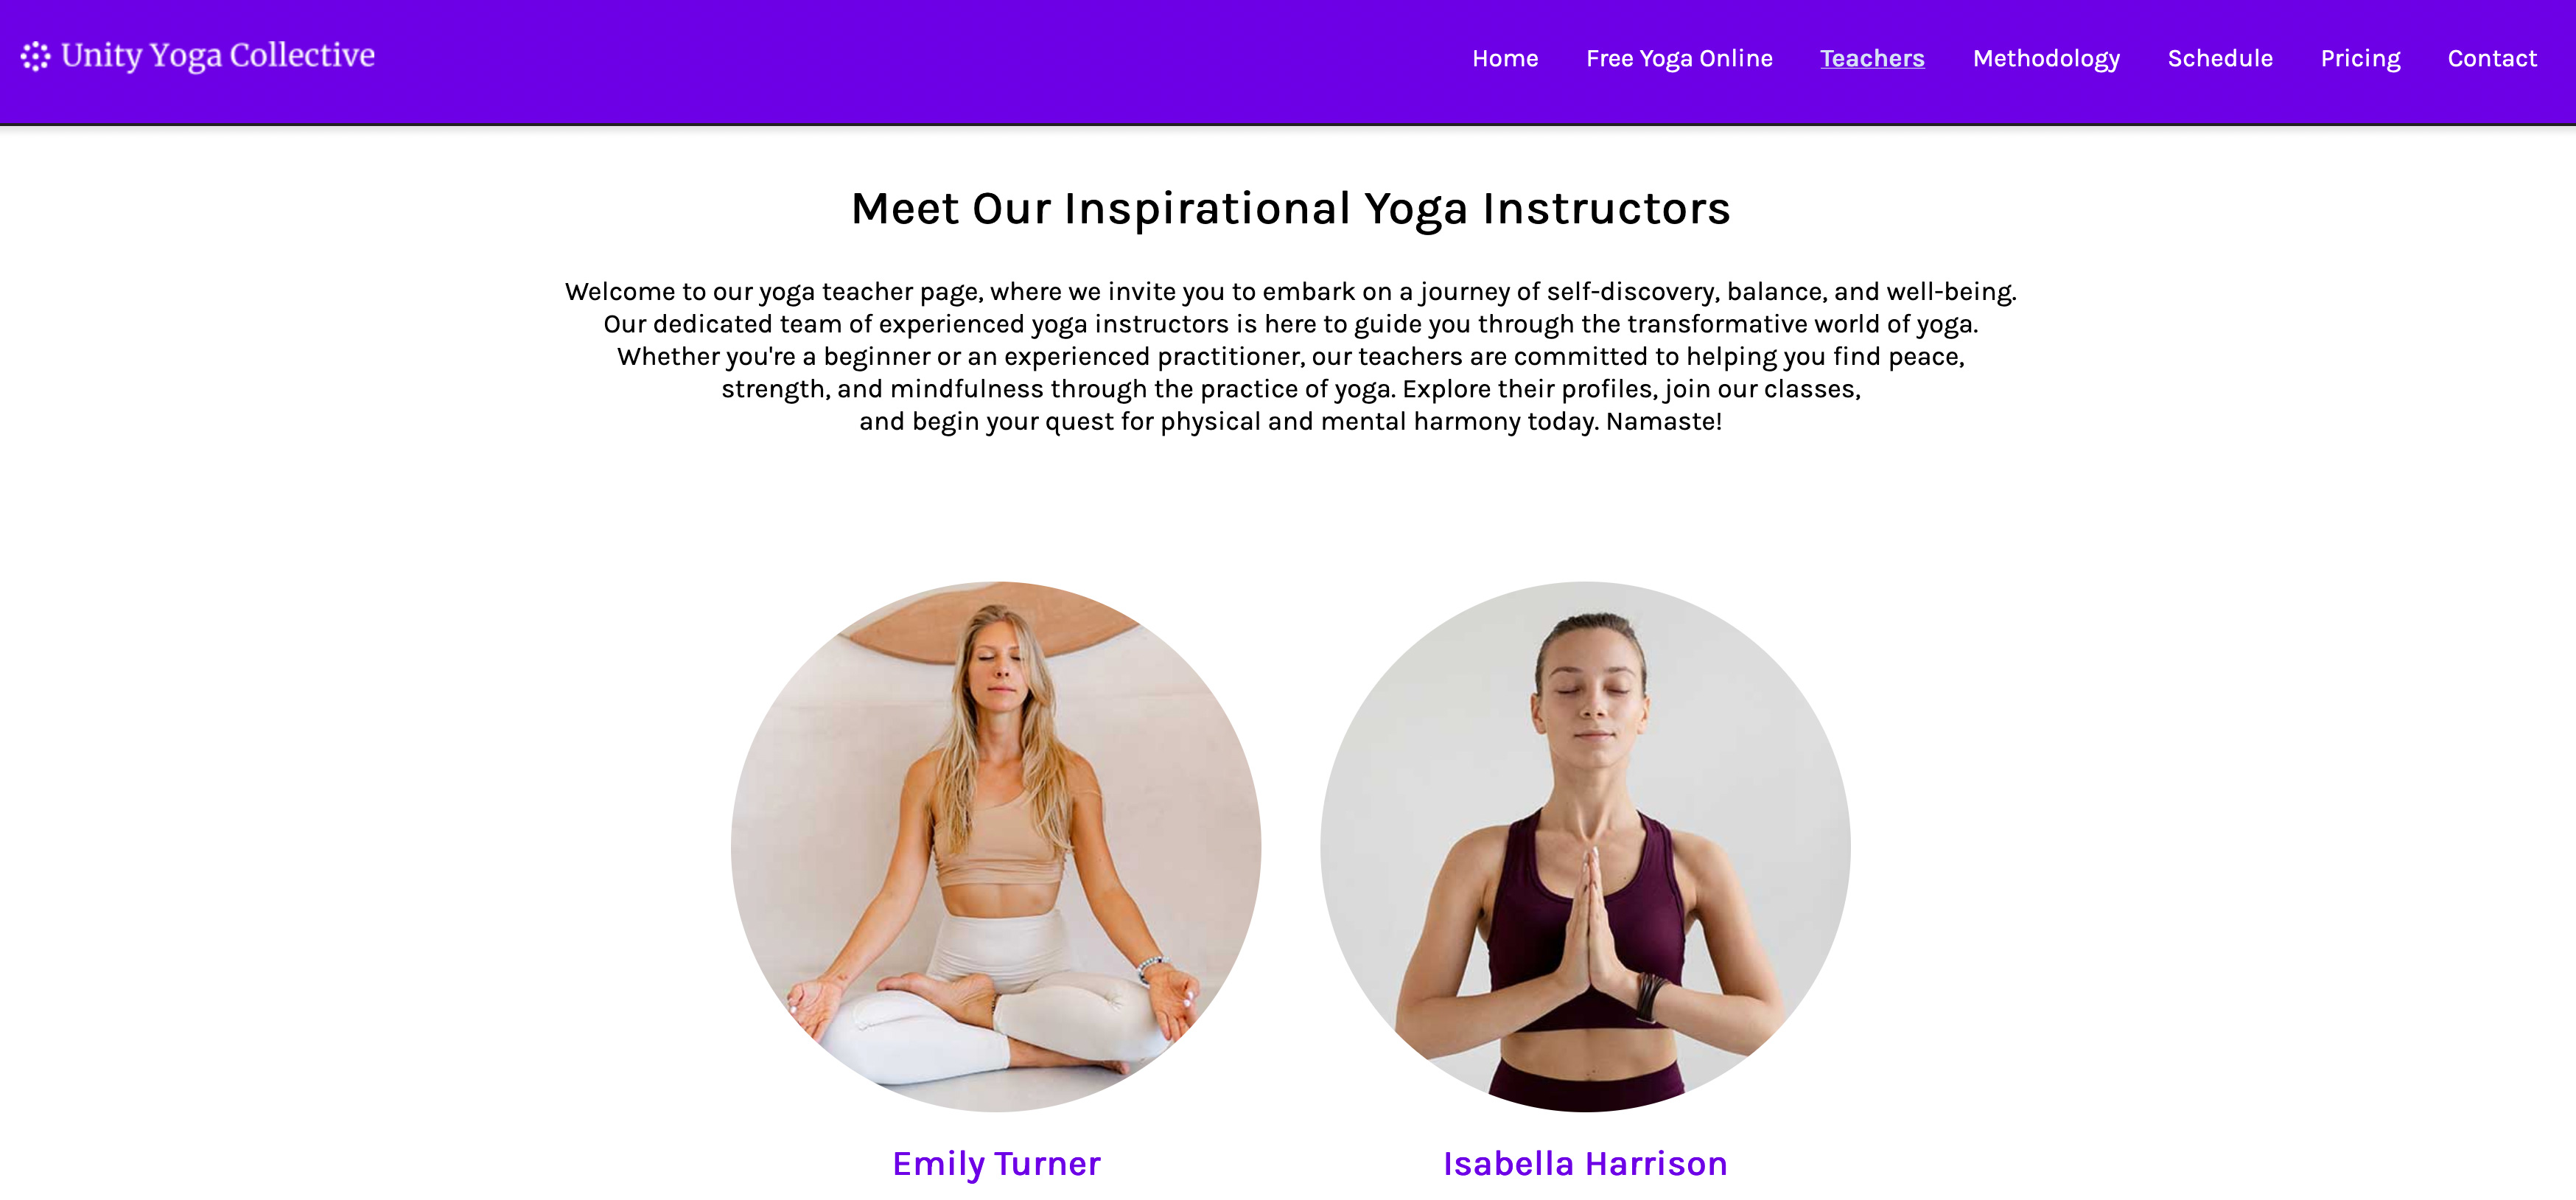 Unity Yoga Collective
Home Free Yoga Online Teachers Methodology Schedule Pricing Contact
Meet Our Inspirational Yoga Instructors
Welcome to our yoga teacher page, where we invite you to embark on a journey of self-discovery, balance, and well-being.
Our dedicated team of experienced yoga instructors is here to guide you through the transformative world of yoga.
Whether you're a beginner or an experienced practitioner, our teachers are committed to helping you find peace,
strength, and mindfulness through the practice of yoga. Explore their profiles, join our classes,
and begin your quest for physical and mental harmony today. Namaste!
Emily Turner
Isabella Harrison